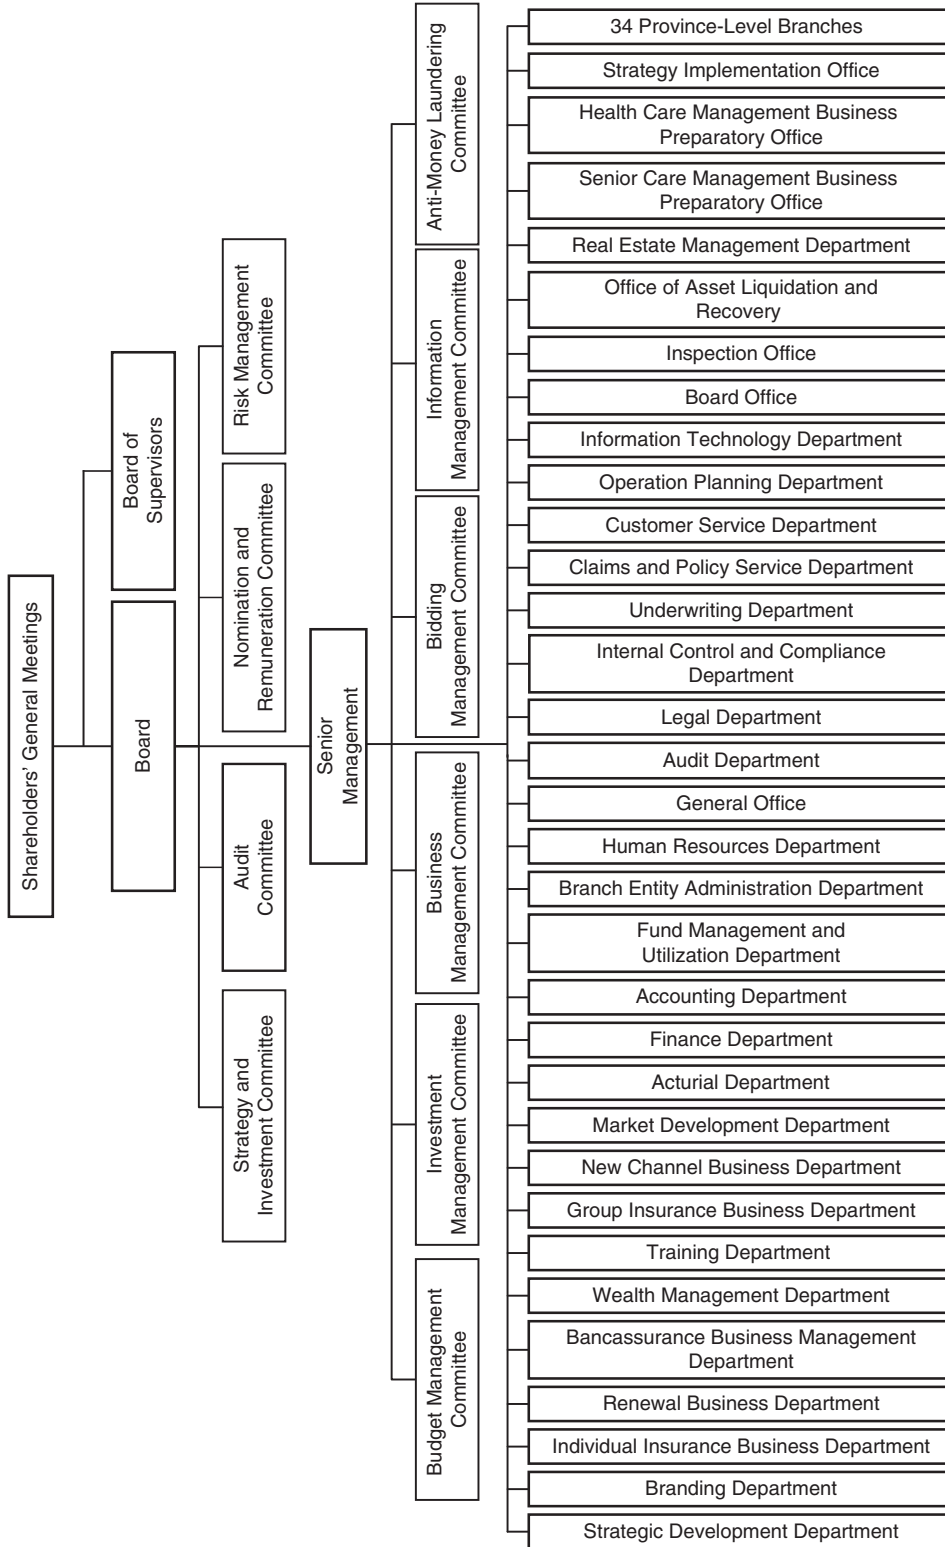 Shareholders' General Meetings
Board
Board of
Supervisors
Strategy and
Investment Committee
Audit
Committee
Nomination and
Remuneration Committee
Risk Management
Committee
Senior
Management
Budget Management
Committee
Investment
Management Committee
Business
Management Committee
Bidding
Management Committee
Information
Management Committee
Anti-Money Laundering
Committee
34 Province-Level Branches
Strategy Implementation Office
Health Care Management Business
Preparatory Office
Senior Care Management Business
Preparatory Office
Real Estate Management Department
Office of Asset Liquidation and
Recovery
Inspection Office
Board Office
Information Technology Department
Operation Planning Department
Customer Service Department
Claims and Policy Service Department
Underwriting Department
Internal Control and Compliance
Department
Legal Department
Audit Department
General Office
Human Resources Department
Branch Entity Administration Department
Fund Management and
Utilization Department
Accounting Department
Finance Department
Acturial Department
Market Development Department
New Channel Business Department
Group Insurance Business Department
Training Department
Wealth Management Department
Bancassurance Business Management
Department
Renewal Business Department
Individual Insurance Business Department
Branding Department
Strategic Development Department